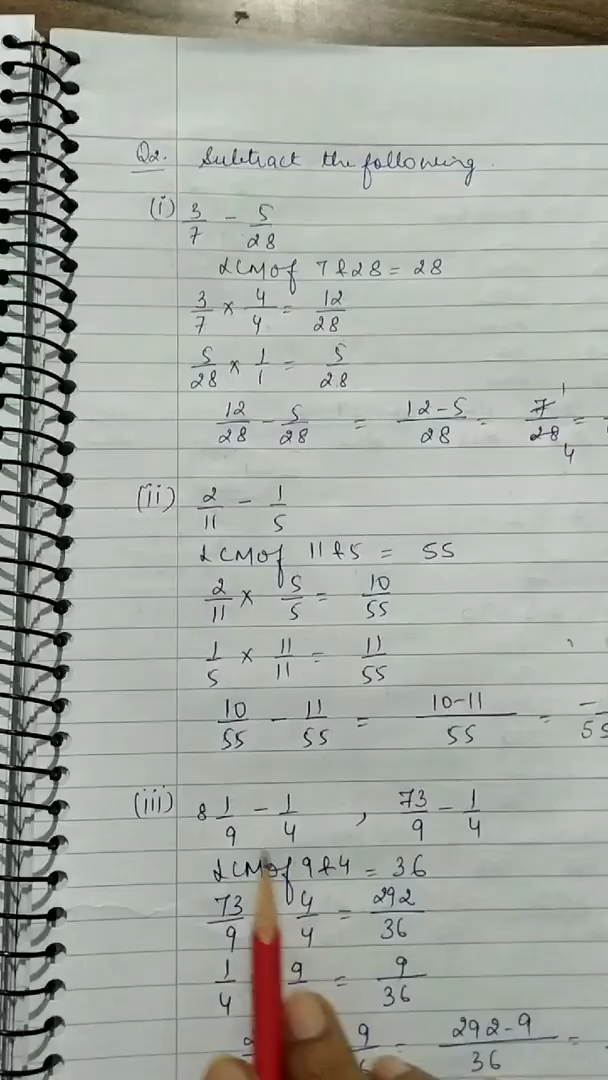 Q2. Subtract the following.
(i) 3/7 - 5/28
LCM of 7 & 28 = 28
3/7 × 4/4 = 12/28
5/28 × 1/1 = 5/28
12/28 - 5/28 = 12-5/28 = 7/28 = 1 4
(ii) 2/11 - 1/5
LCM of 11 & 5 = 55
2/11 × 5/5 = 10/55
1/5 × 11/11 = 11/55
10/55 - 11/55 = 10-11/55 = -/55
(iii) 8 1/9 - 1/4 , 73/9 - 1/4
LCM of 9 & 4 = 36
73/9 4/4 = 292/36
1/4 9 = 9/36
9 = 292-9/36 =